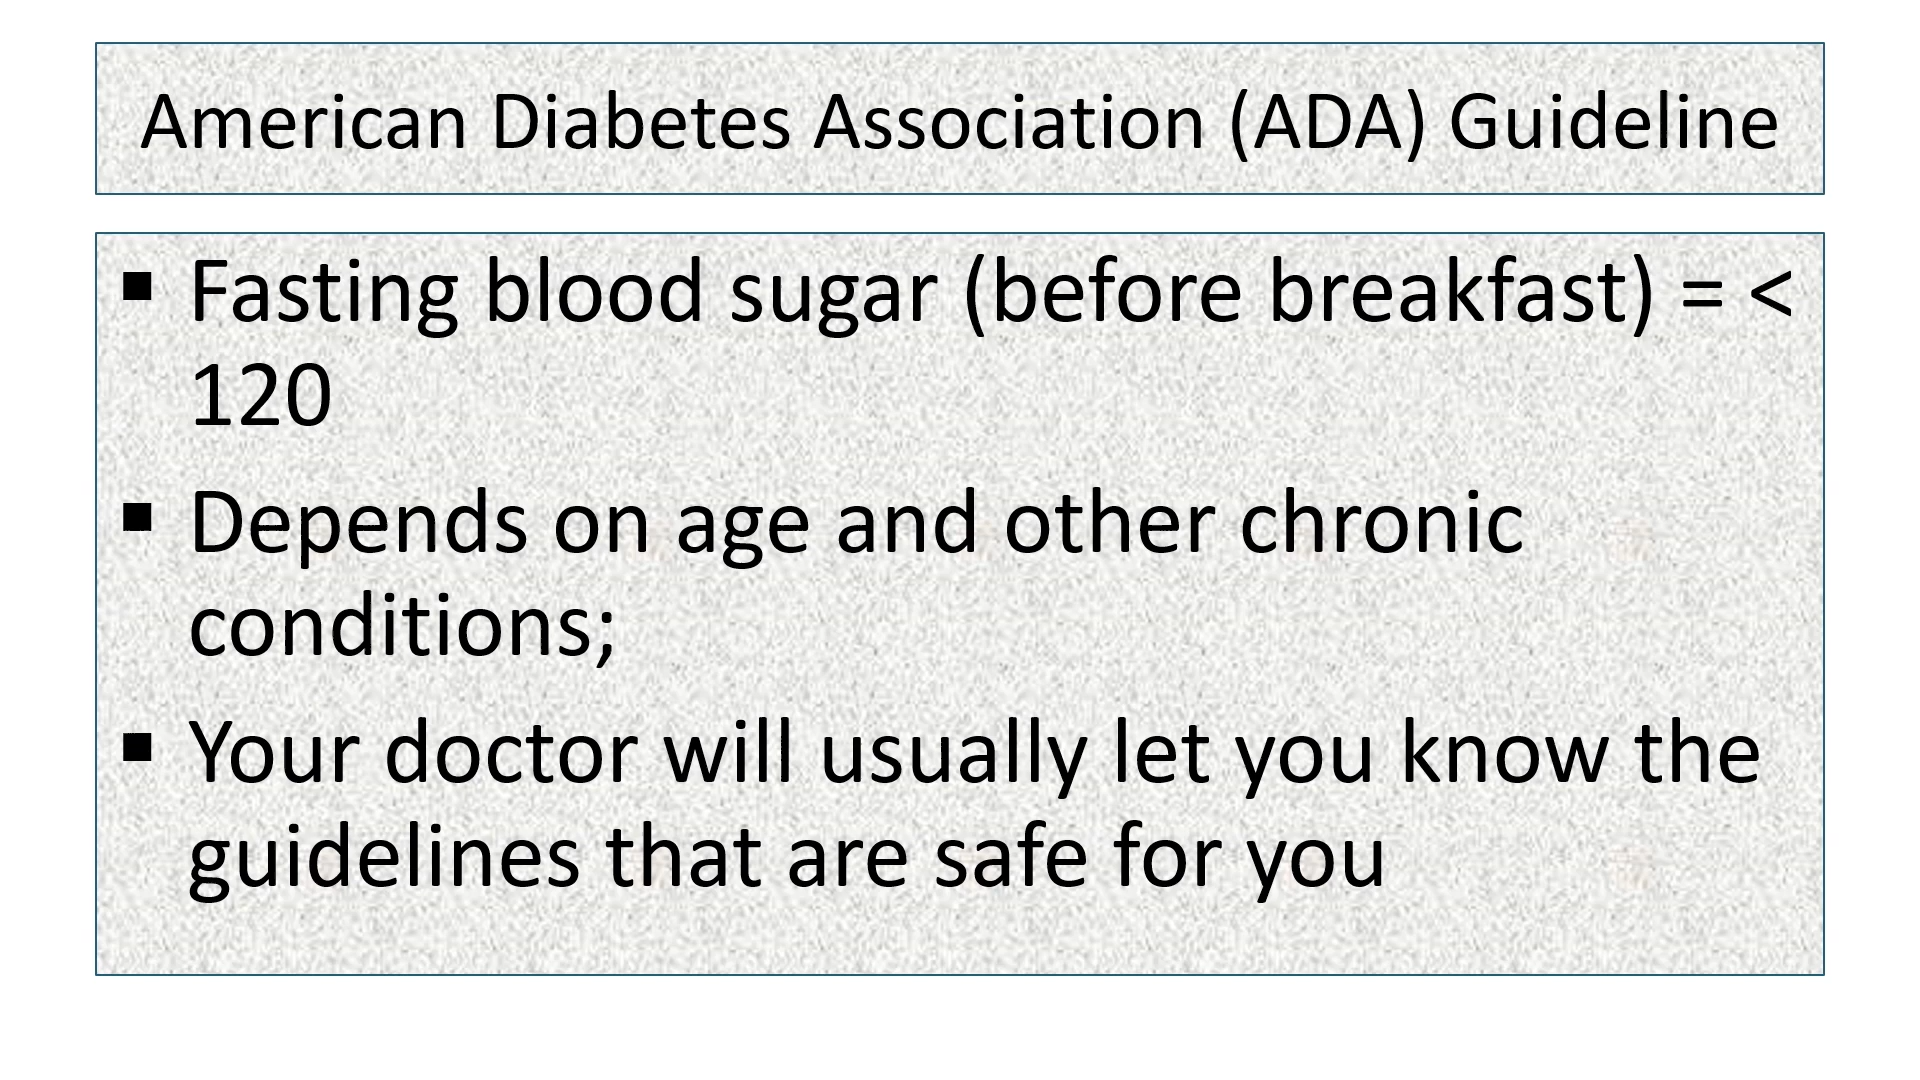 American Diabetes Association (ADA) Guideline
▪ Fasting blood sugar (before breakfast) = <
120
▪ Depends on age and other chronic
conditions;
▪ Your doctor will usually let you know the
guidelines that are safe for you